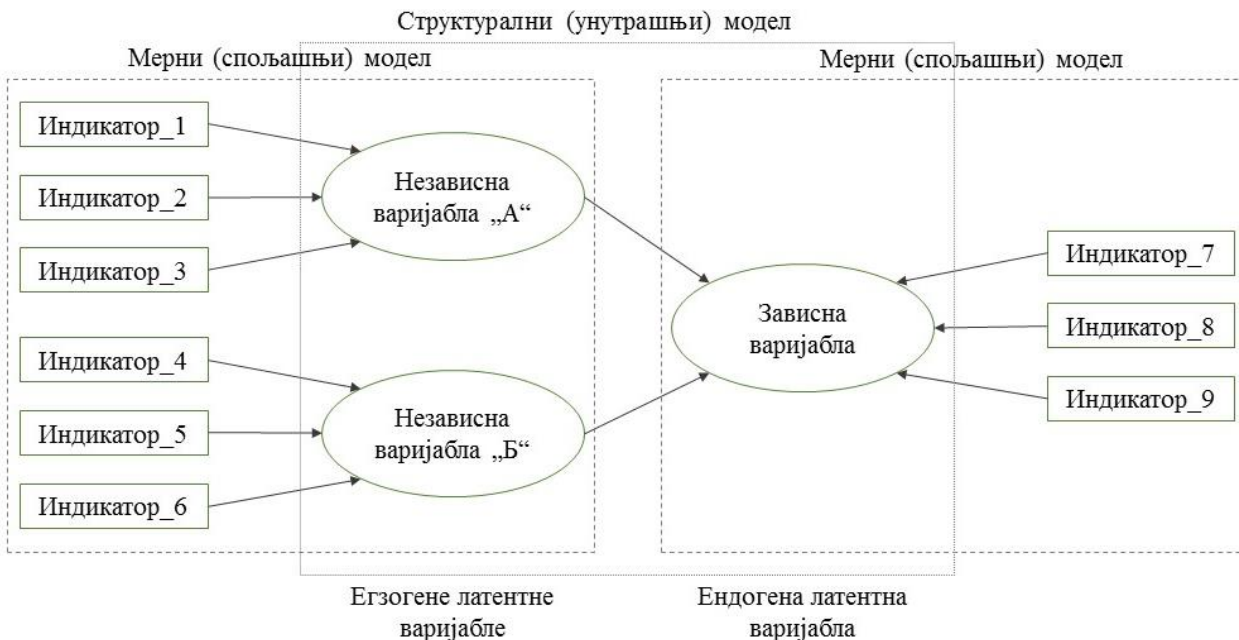 Структурални (унутрашњи) модел
Мерни (спољашњи) модел
Мерни (спољашњи) модел
Индикатор_1
Индикатор_2
Индикатор_3
Независна
варијабла „А“
Индикатор_4
Индикатор_5
Индикатор_6
Независна
варијабла „Б“
Зависна
варијабла
Индикатор_7
Индикатор_8
Индикатор_9
Егзогене латентне
варијабле
Ендогена латентна
варијабла